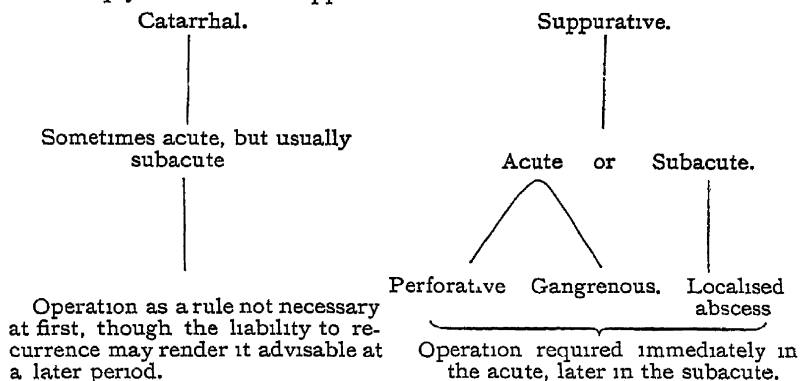 Catarrhal.
Suppurative.
Sometimes acute, but usually
subacute
Acute or Subacute.
Perforative Gangrenous. Localised
abscess
Operation as a rule not necessary
at first, though the liability to re-
currence may render it advisable at
a later period.
Operation required immediately in
the acute, later in the subacute.